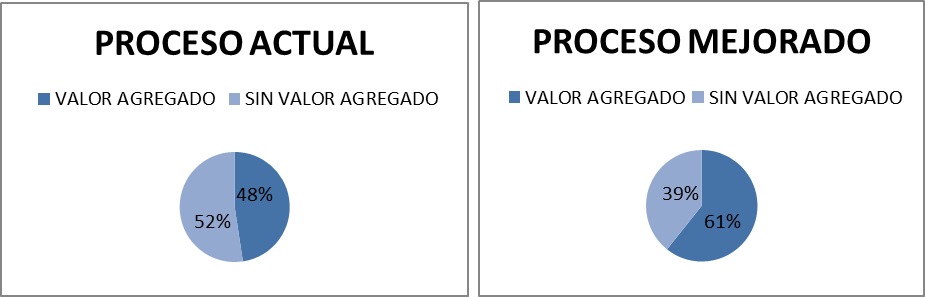 PROCESO ACTUAL
VALOR AGREGADO
SIN VALOR AGREGADO
48%
52%
PROCESO MEJORADO
VALOR AGREGADO
SIN VALOR AGREGADO
39%
61%